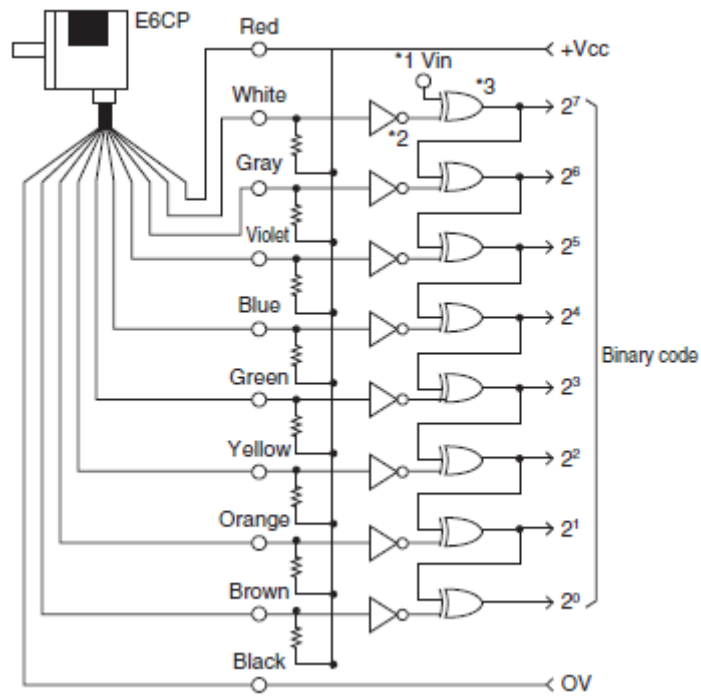 E6CP
Red
+Vcc
*1 Vin
*3
White
*2
2⁷
Gray
2⁶
Violet
2⁵
Blue
2⁴
Binary code
Green
2³
Yellow
2²
Orange
2¹
Brown
2⁰
Black
OV